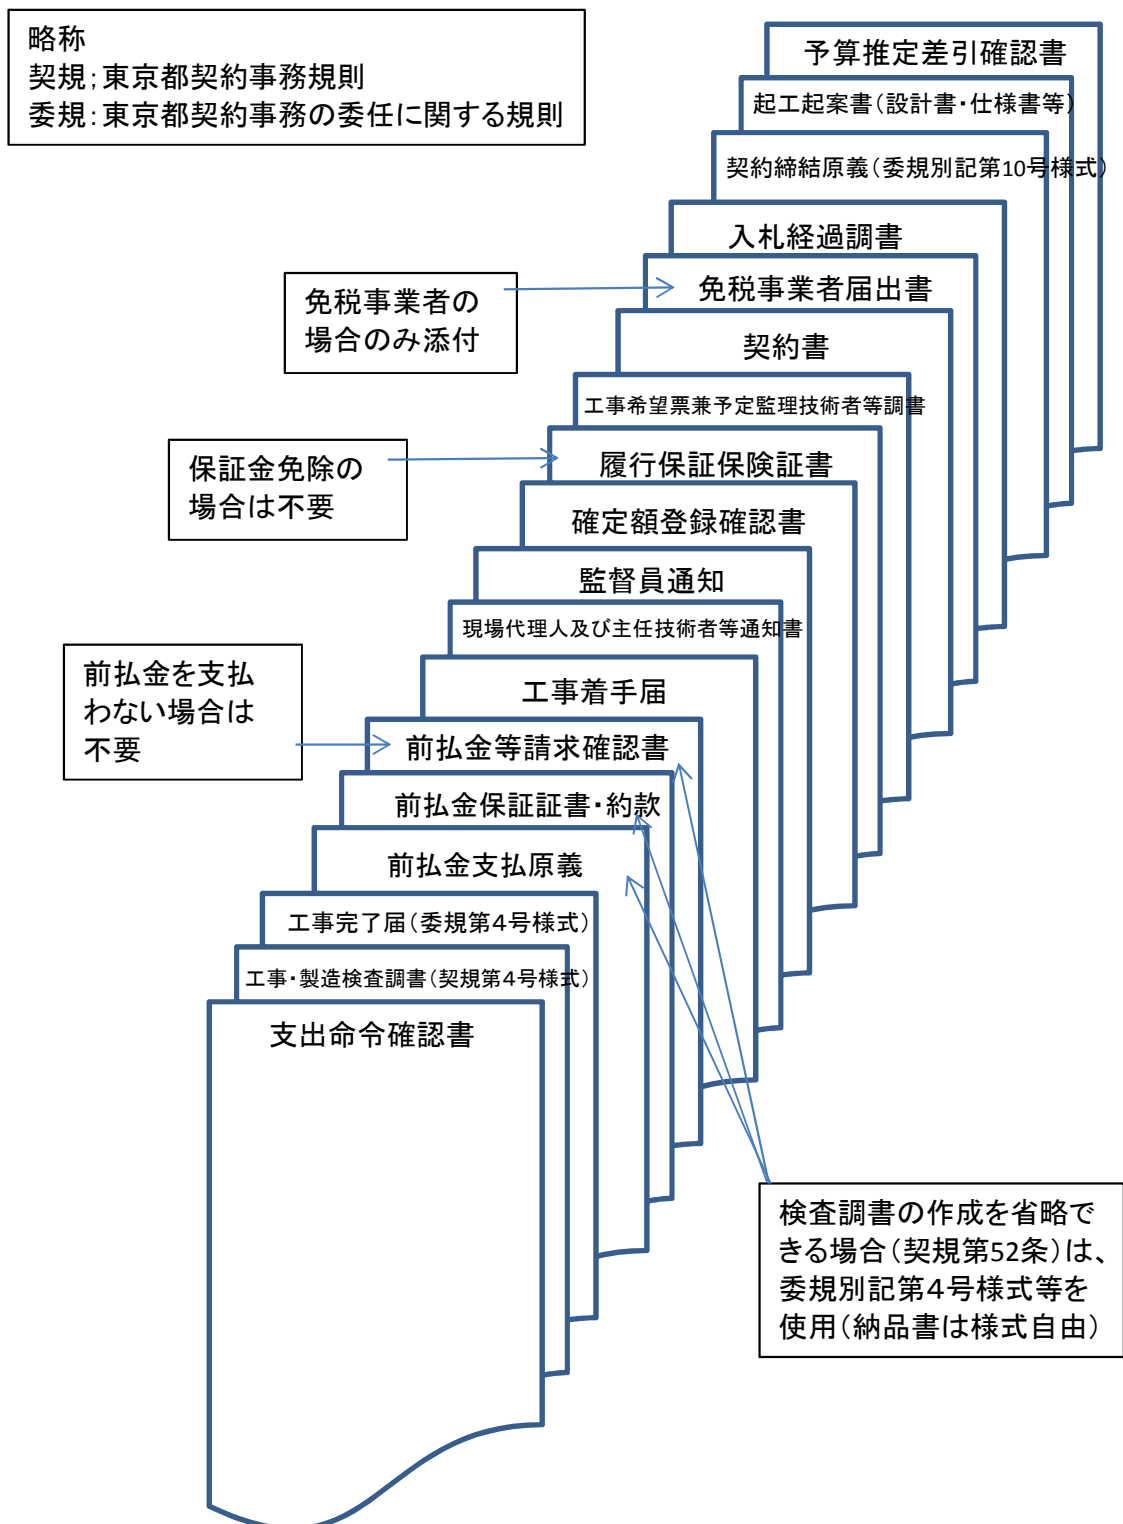 略称
契規；東京都契約事務規則
委規：東京都契約事務の委任に関する規則
予算推定差引確認書
起工起案書（設計書・仕様書等）
契約締結原義（委規別記第10号様式）
入札経過調書
免税事業者の
場合のみ添付
免税事業者届出書
契約書
工事希望票兼予定監理技術者等調書
保証金免除の
場合は不要
履行保証保険証書
確定額登録確認書
監督員通知
現場代理人及び主任技術者等通知書
前払金を支払
わない場合は
不要
工事着手届
前払金等請求確認書
前払金保証証書・約款
前払金支払原義
工事完了届（委規第４号様式）
工事・製造検査調書（契規第４号様式）
支出命令確認書
検査調書の作成を省略で
きる場合（契規第52条）は、
委規別記第４号様式等を
使用（納品書は様式自由）